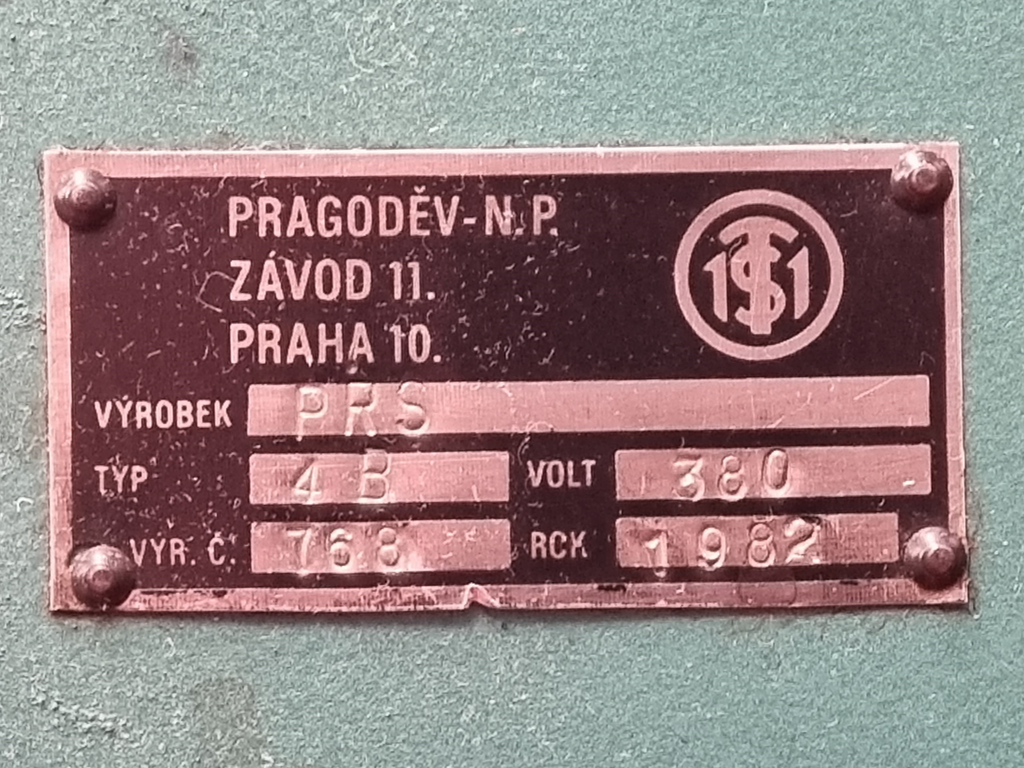 PRAGODĚV-N.P.
ZÁVOD 11.
PRAHA 10.
VÝROBEK PRS
TYP 4 B VOLT 380
VÝR. Č. 768 ROK 1982